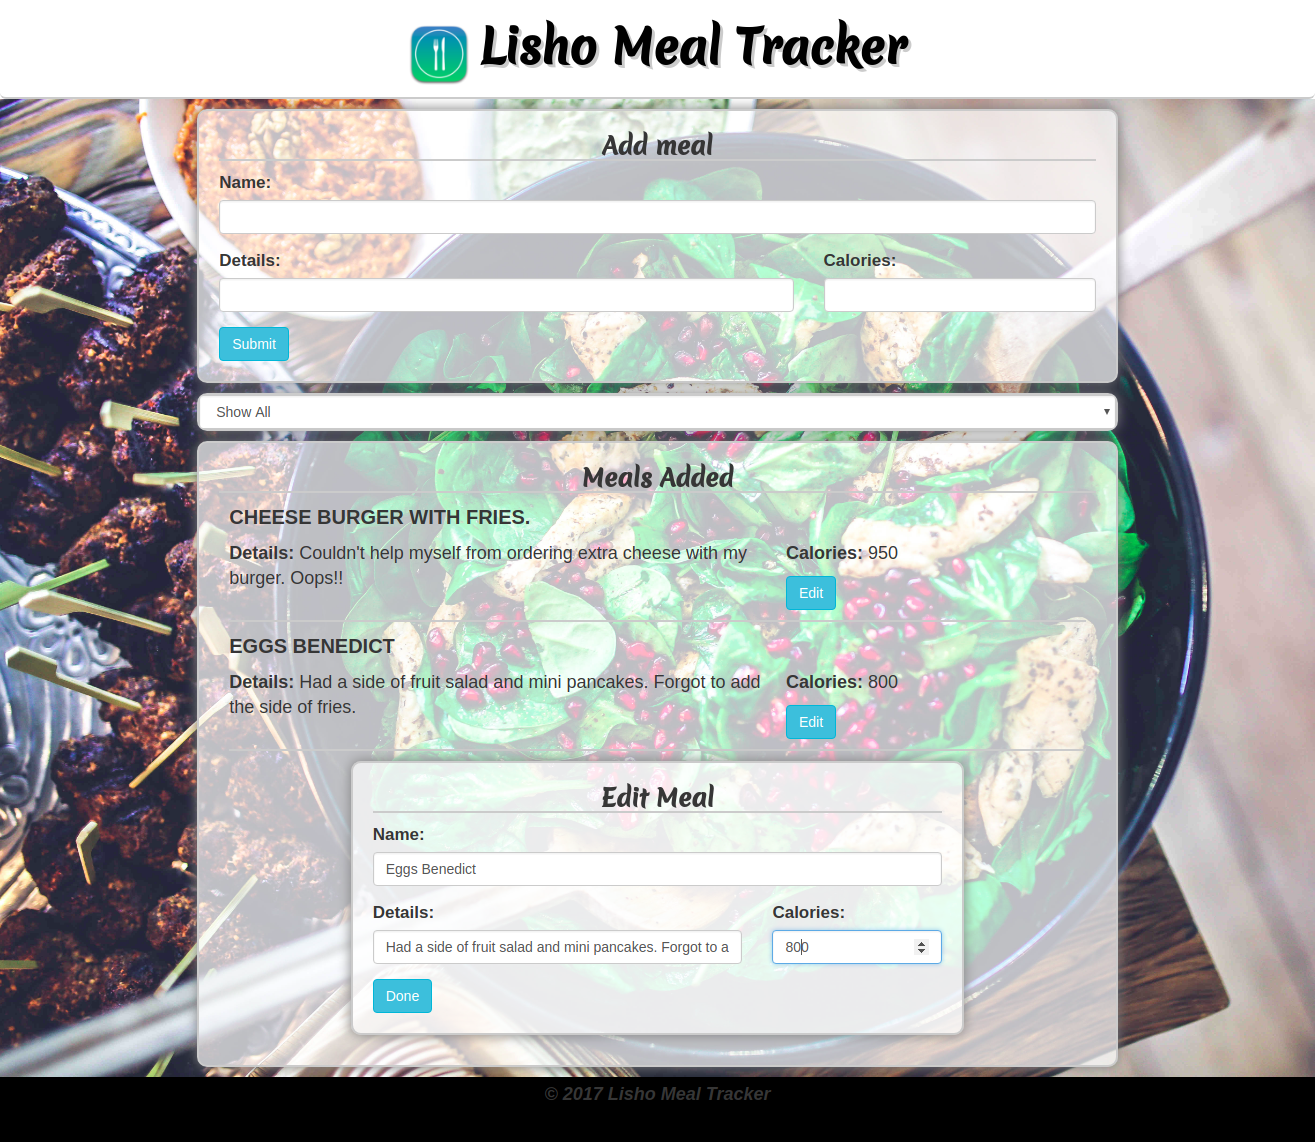 Lisho Meal Tracker
Add meal
Name:
Details:
Calories:
Submit
Show All
Meals Added
CHEESE BURGER WITH FRIES.
Details: Couldn't help myself from ordering extra cheese with my
burger. Oops!!
Calories: 950
Edit
EGGS BENEDICT
Details: Had a side of fruit salad and mini pancakes. Forgot to add
the side of fries.
Calories: 800
Edit
Edit Meal
Name:
Eggs Benedict
Details:
Calories:
Had a side of fruit salad and mini pancakes. Forgot to a
800
Done
© 2017 Lisho Meal Tracker